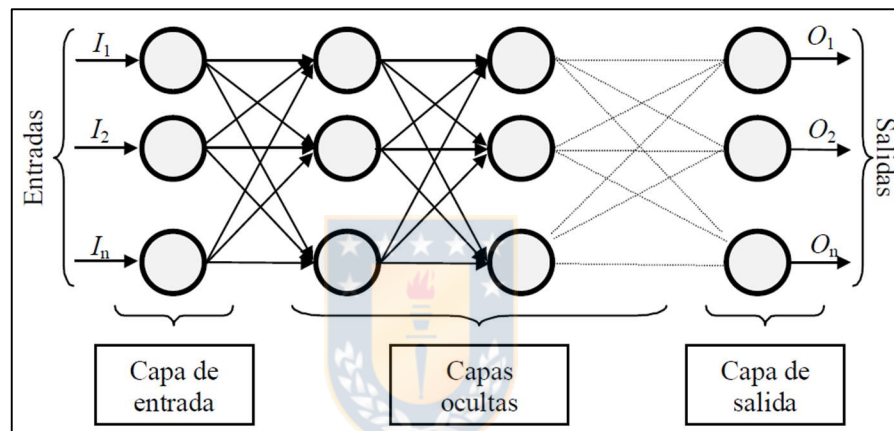 Entradas
I1
I2
In
O1
O2
On
Salidas
Capa de
entrada
Capas
ocultas
Capa de
salida